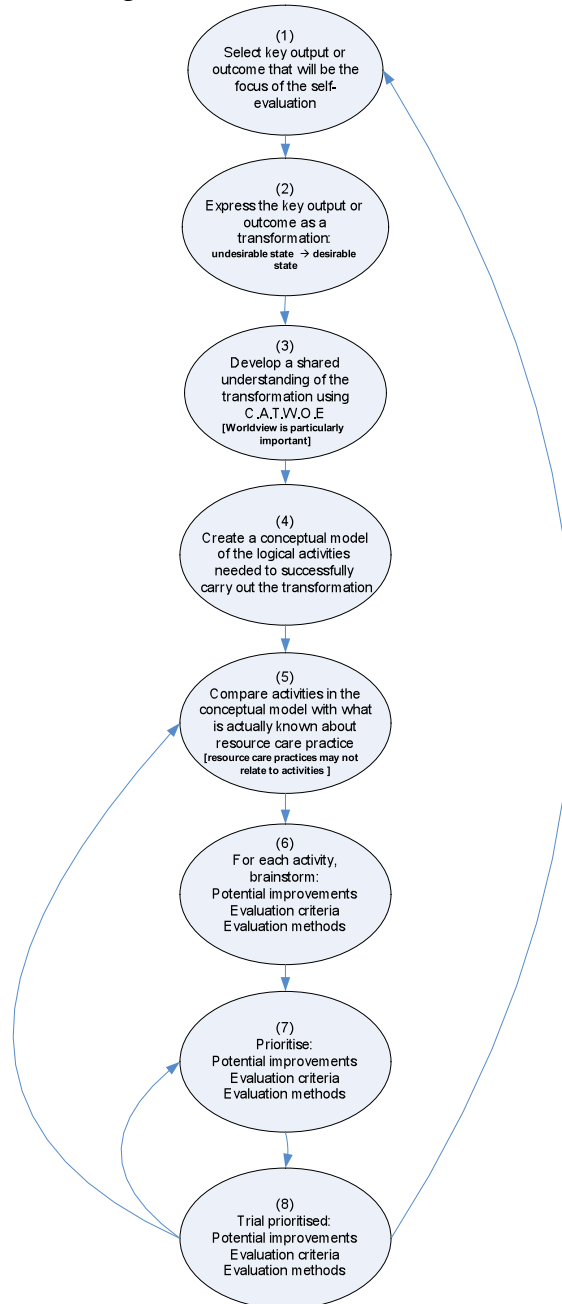 (1)
Select key output or
outcome that will be the
focus of the self-
evaluation
(2)
Express the key output or
outcome as a
transformation:
undesirable state → desirable
state
(3)
Develop a shared
understanding of the
transformation using
C.A.T.W.O.E
[Worldview is particularly
important]
(4)
Create a conceptual model
of the logical activities
needed to successfully
carry out the transformation
(5)
Compare activities in the
conceptual model with what
is actually known about
resource care practice
[resource care practices may not
relate to activities ]
(6)
For each activity,
brainstorm:
Potential improvements
Evaluation criteria
Evaluation methods
(7)
Prioritise:
Potential improvements
Evaluation criteria
Evaluation methods
(8)
Trial prioritised:
Potential improvements
Evaluation criteria
Evaluation methods